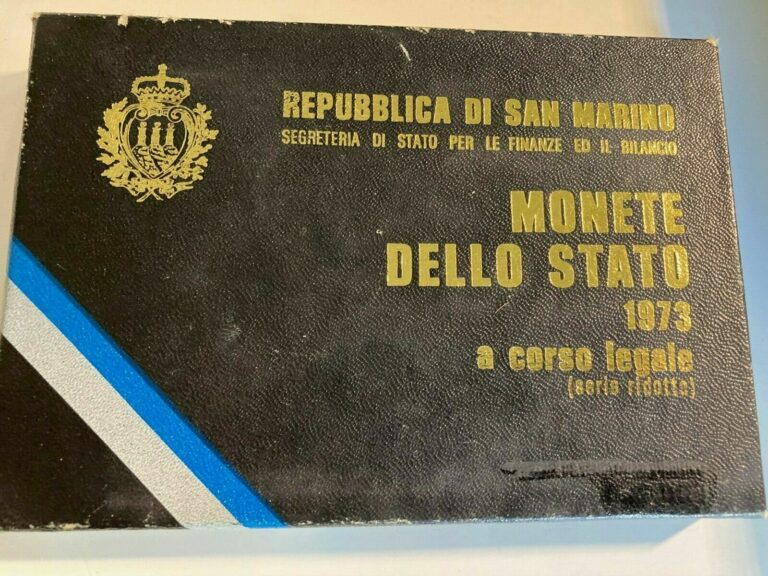 REPUBBLICA DI SAN MARINO
SEGRETERIA DI STATO PER LE FINANZE ED IL BILANCIO
MONETE
DELLO STATO
1973
a corso legale
(serie ridotta)